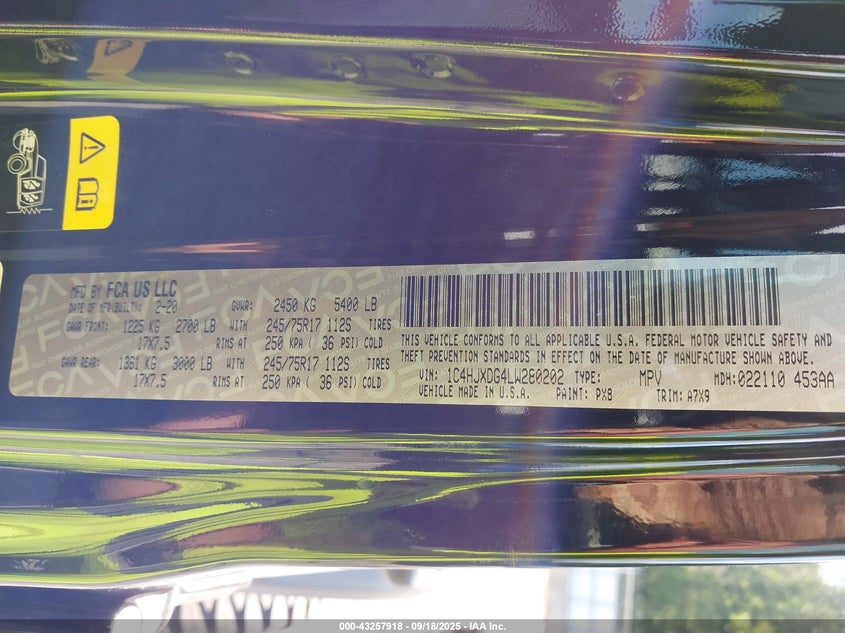 MFD BY FCA US LLC
DATE OF MFR(BUILT): 2-20 GVWR: 2450 KG 5400 LB
GAWR FRONT: 1225 KG 2700 LB WITH 245/75R17 112S TIRES
17X7.5 RIMS AT 250 KPA ( 36 PSI) COLD
GAWR REAR: 1361 KG 3000 LB WITH 245/75R17 112S TIRES
17X7.5 RIMS AT 250 KPA ( 36 PSI) COLD
THIS VEHICLE CONFORMS TO ALL APPLICABLE U.S.A. FEDERAL MOTOR VEHICLE SAFETY AND
THEFT PREVENTION STANDARDS IN EFFECT ON THE DATE OF MANUFACTURE SHOWN ABOVE.
VIN: 1C4HJXDG4LW280202 TYPE: MPV MDH:022110 453AA
VEHICLE MADE IN U.S.A. PAINT: PX8 TRIM: A7X9
000-43257918 - 09/18/2025 - IAA Inc.